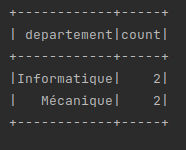 +------------+-----+
| departement|count|
+------------+-----+
|Informatique|    2|
|   Mécanique|    2|
+------------+-----+